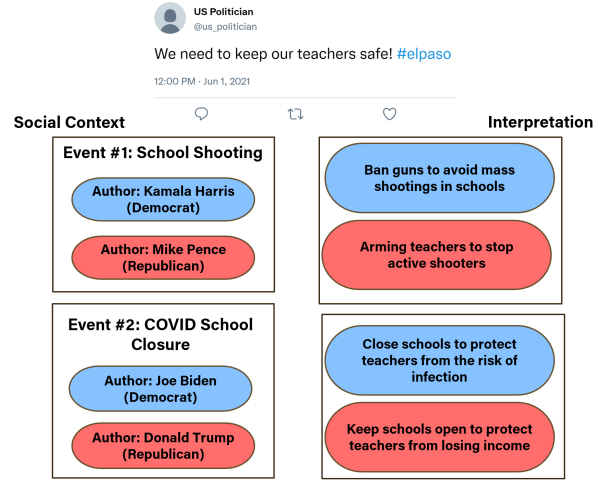 US Politician
@us_politician
We need to keep our teachers safe! #elpaso
12:00 PM · Jun 1, 2021
Social Context
Interpretation
Event #1: School Shooting
Author: Kamala Harris
(Democrat)
Author: Mike Pence
(Republican)
Ban guns to avoid mass
shootings in schools
Arming teachers to stop
active shooters
Event #2: COVID School
Closure
Author: Joe Biden
(Democrat)
Author: Donald Trump
(Republican)
Close schools to protect
teachers from the risk of
infection
Keep schools open to protect
teachers from losing income